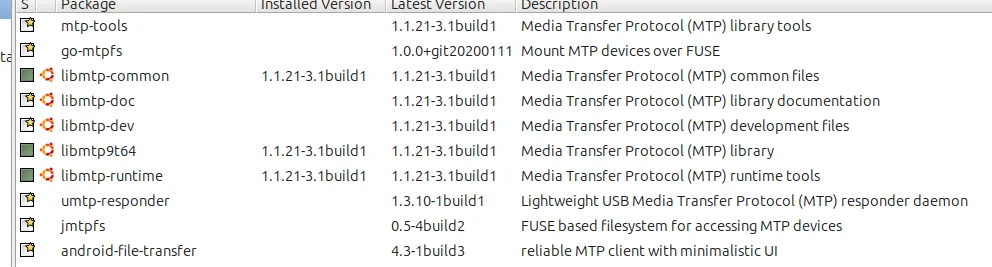 S Package Installed Version Latest Version Description
mtp-tools 1.1.21-3.1build1 Media Transfer Protocol (MTP) library tools
go-mtpfs 1.0.0+git20200111 Mount MTP devices over FUSE
ta
libmtp-common 1.1.21-3.1build1 1.1.21-3.1build1 Media Transfer Protocol (MTP) common files
libmtp-doc 1.1.21-3.1build1 Media Transfer Protocol (MTP) library documentation
libmtp-dev 1.1.21-3.1build1 Media Transfer Protocol (MTP) development files
libmtp9t64 1.1.21-3.1build1 1.1.21-3.1build1 Media Transfer Protocol (MTP) library
libmtp-runtime 1.1.21-3.1build1 1.1.21-3.1build1 Media Transfer Protocol (MTP) runtime tools
umtp-responder 1.3.10-1build1 Lightweight USB Media Transfer Protocol (MTP) responder daemon
jmtpfs 0.5-4build2 FUSE based filesystem for accessing MTP devices
android-file-transfer 4.3-1build3 reliable MTP client with minimalistic UI